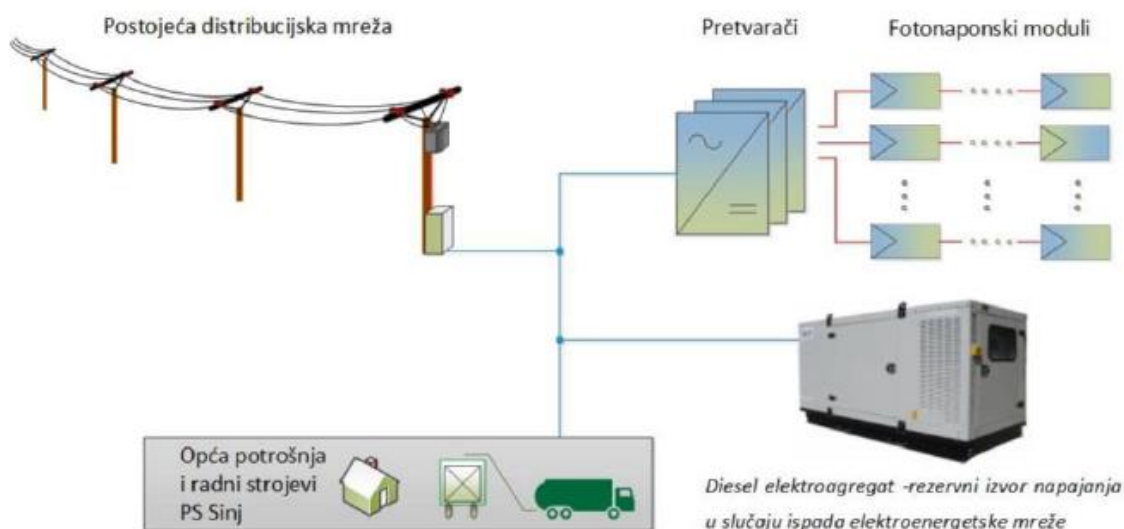 Postojeća distribucijska mreža
Pretvarači
Fotonaponski moduli
Opća potrošnja
i radni strojevi
PS Sinj
Diesel elektroagregat -rezervni izvor napajanja
u slučaju ispada elektroenergetske mreže